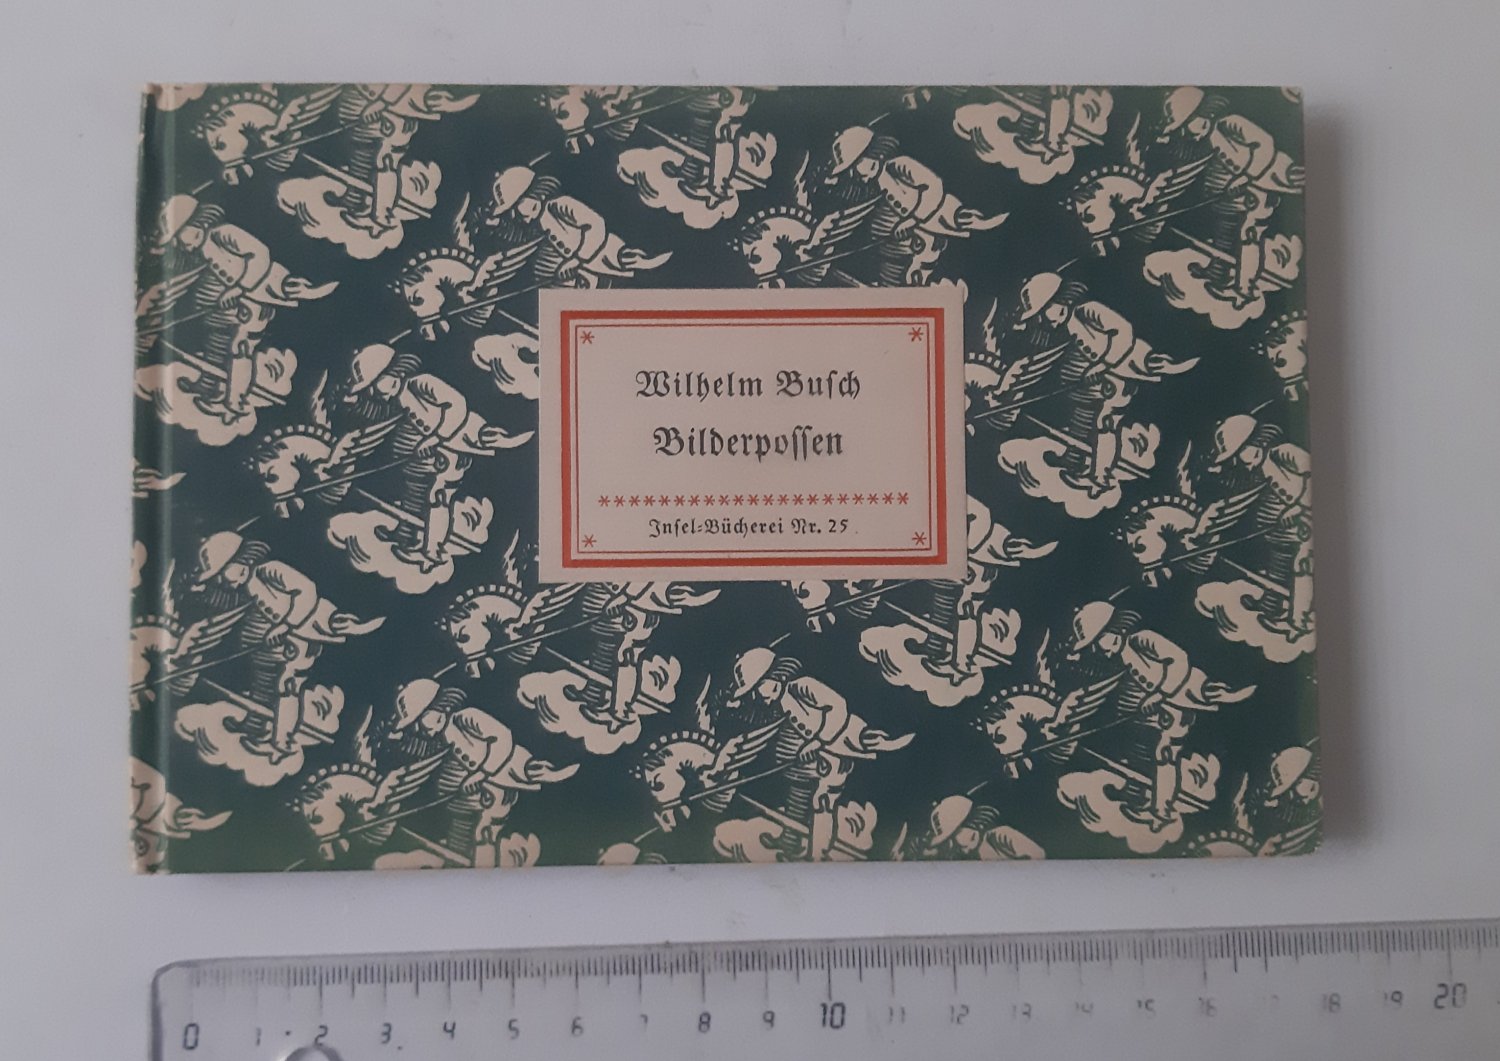 Wilhelm Buſch
Bilderpoſſen
********************* 
Inſel-Bücherei Nr. 25
0 1 2 3 4 5 6 7 8 9 10 11 12 13 14 15 16 17 18 19 20